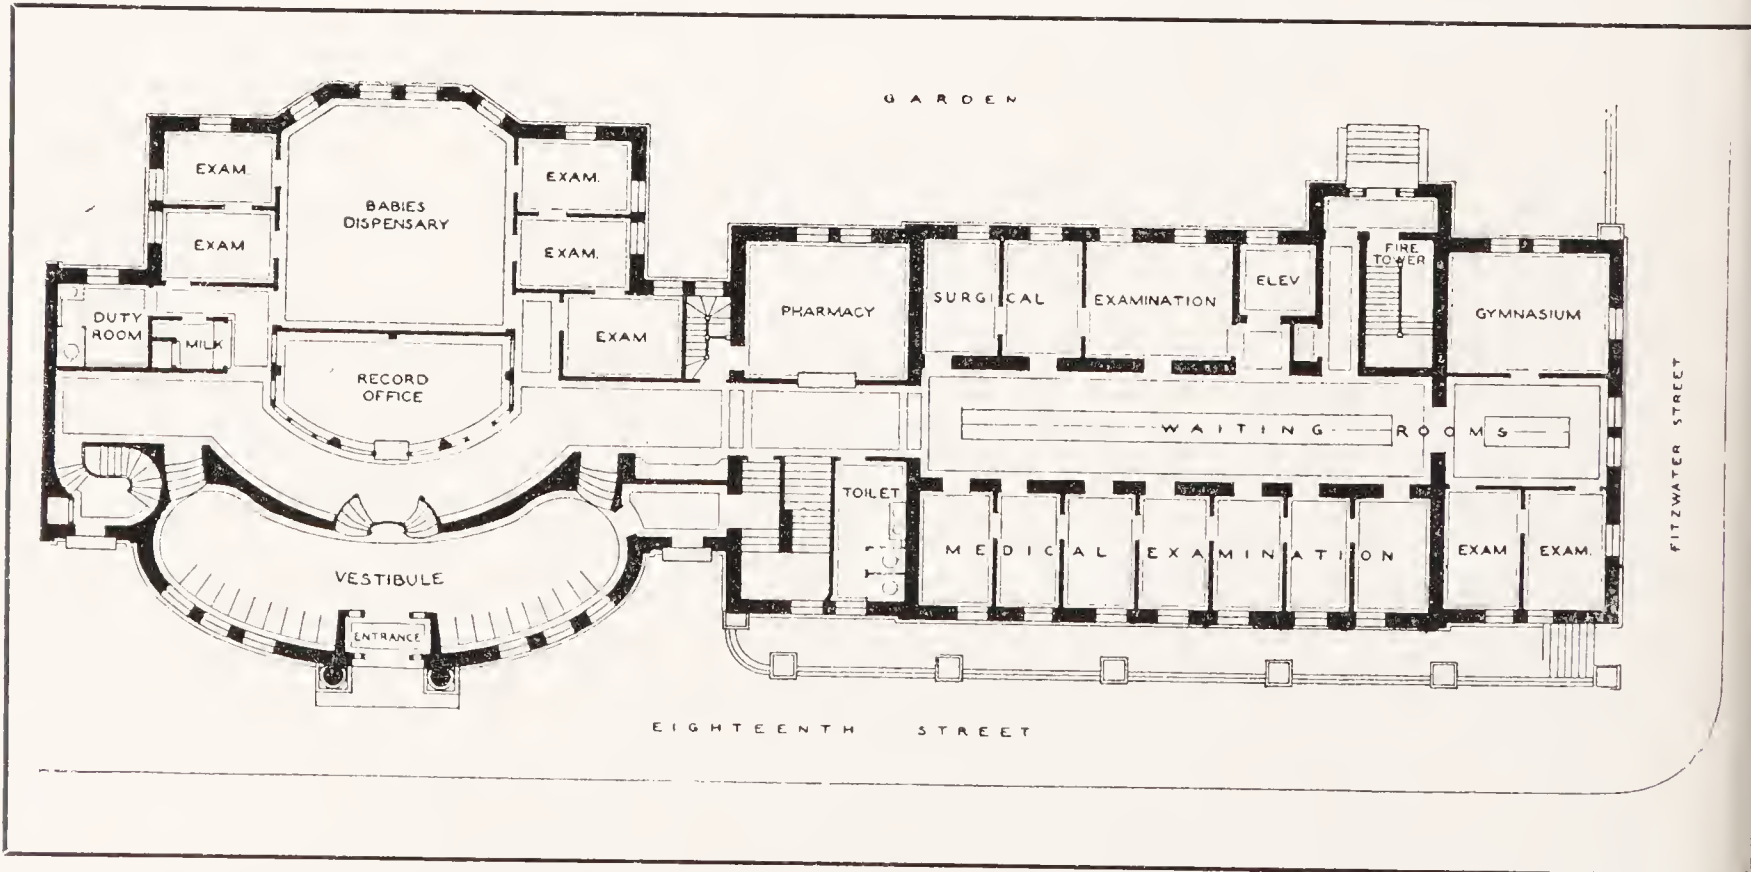 GARDEN
EXAM.
BABIES
DISPENSARY
EXAM.
EXAM
EXAM.
DUTY
ROOM
MILK
RECORD
OFFICE
EXAM
PHARMACY
SURGICAL
EXAMINATION
ELEV
FIRE
TOWER
GYMNASIUM
WAITING ROOMS
TOILET
MEDICAL EXAMINATION
EXAM
EXAM.
VESTIBULE
ENTRANCE
EIGHTEENTH STREET
FITZWATER STREET